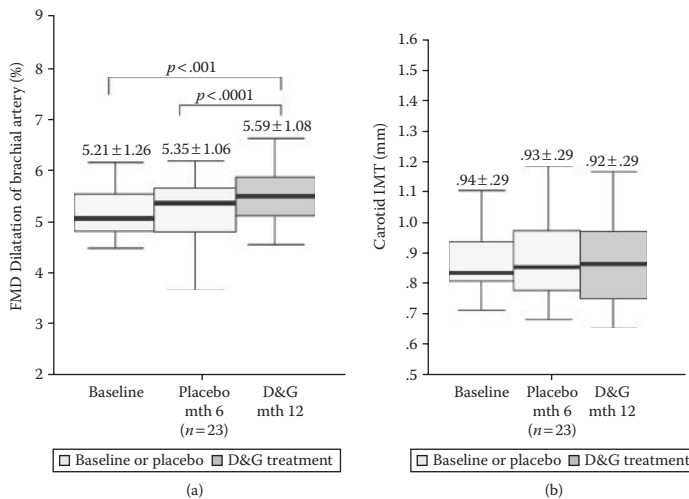 9
8
7
6
5
4
3
2
FMD Dilatation of brachial artery (%)
p<.001
p<.0001
5.21±1.26
5.35±1.06
5.59±1.08
Baseline
Placebo
mth 6
(n=23)
D&G
mth 12
Baseline or placebo
D&G treatment
(a)
1.6
1.5
1.4
1.3
1.2
1.1
1.0
.9
.8
.7
.6
.5
Carotid IMT (mm)
.94±.29
.93±.29
.92±.29
Baseline
Placebo
mth 6
(n=23)
D&G
mth 12
Baseline or placebo
D&G treatment
(b)